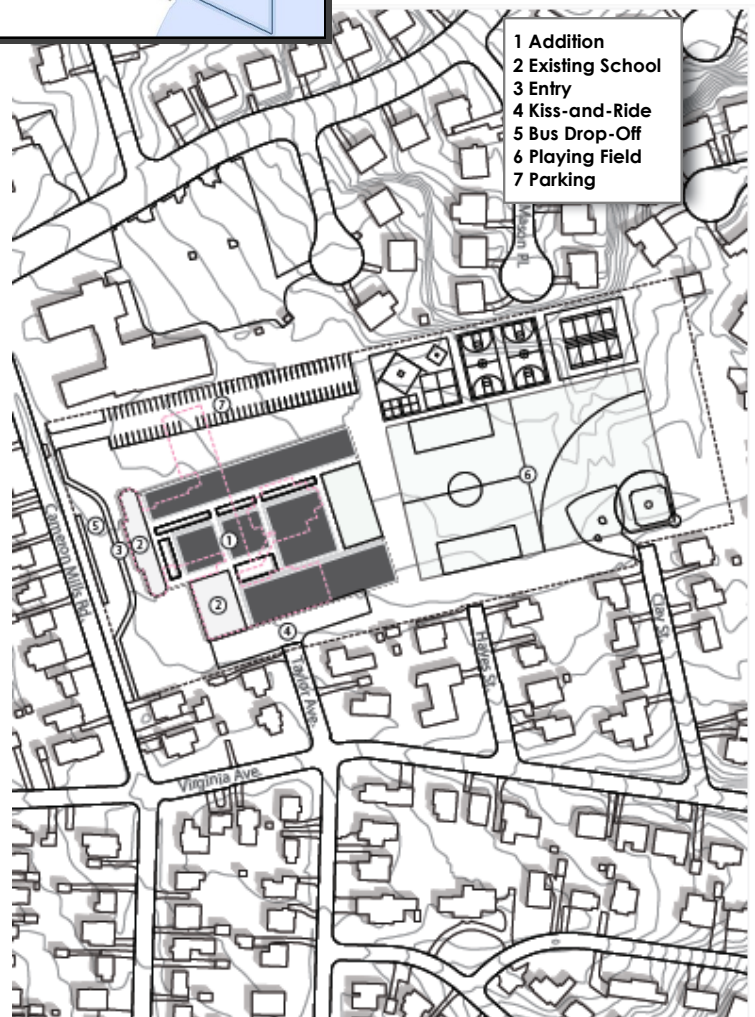 1 Addition
2 Existing School
3 Entry
4 Kiss-and-Ride
5 Bus Drop-Off
6 Playing Field
7 Parking
Mason Pl.
7
6
5
3
2
1
2
4
Cameron Mills Rd.
Taylor Ave.
Hayes St.
Clay St.
Virginia Ave.